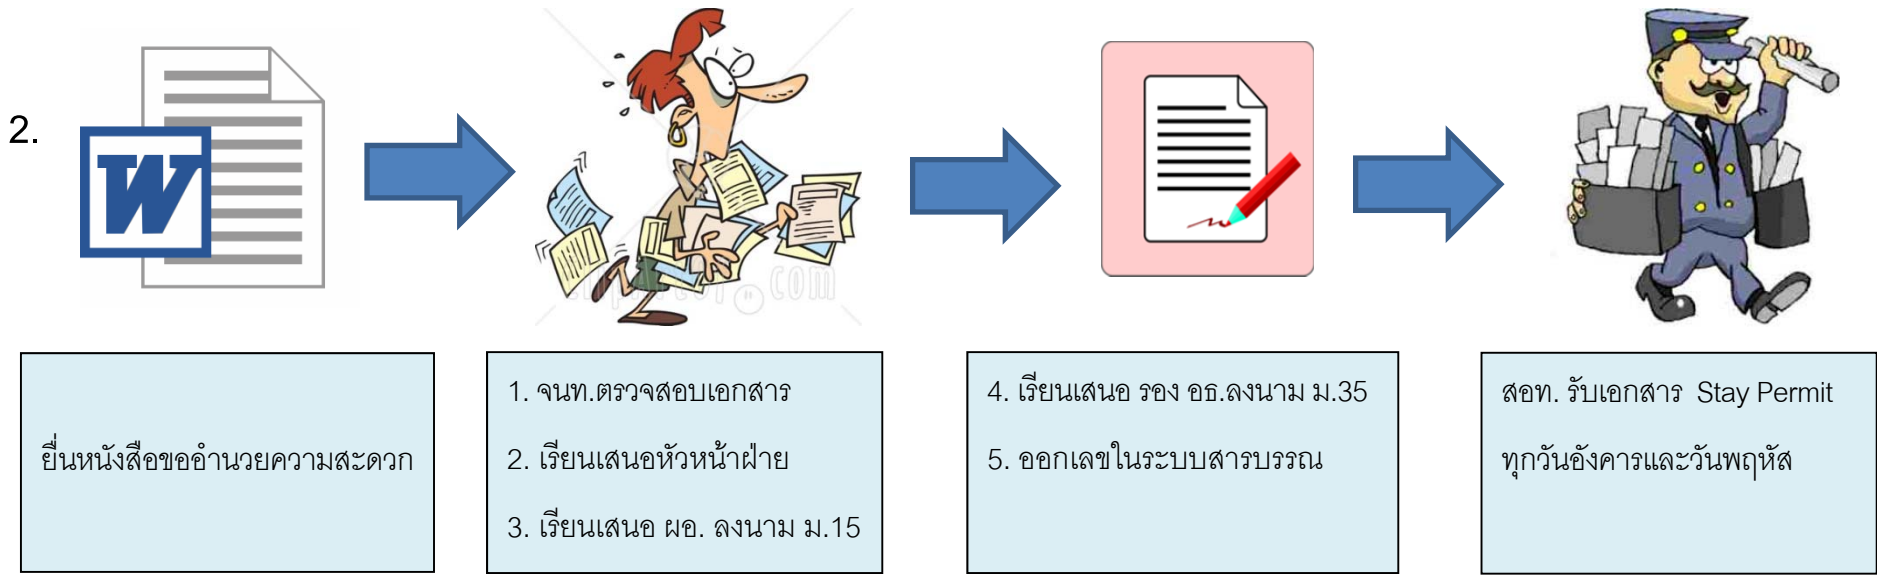 2.
W
ยื่นหนังสือขออำนวยความสะดวก
1. จนท.ตรวจสอบเอกสาร
2. เรียนเสนอหัวหน้าฝ่าย
3. เรียนเสนอ ผอ. ลงนาม ม.15
4. เรียนเสนอ รอง อธ.ลงนาม ม.35
5. ออกเลขในระบบสารบรรณ
สอท. รับเอกสาร Stay Permit
ทุกวันอังคารและวันพฤหัส